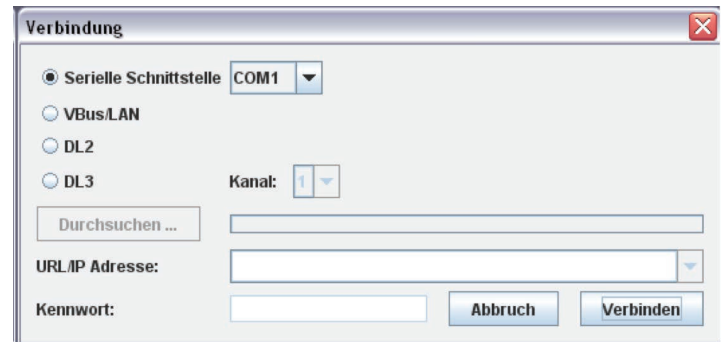 Verbindung
Serielle Schnittstelle COM1
VBus/LAN
DL2
DL3 Kanal: 1
Durchsuchen ...
URL/IP Adresse:
Kennwort: Abbruch Verbinden